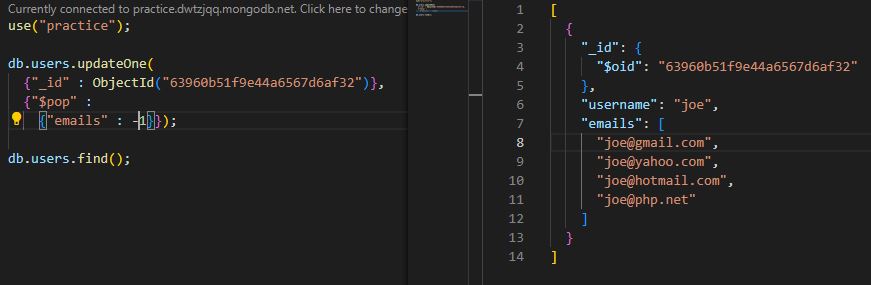 Currently connected to practice.dwtzjqq.mongodb.net. Click here to change
use("practice");
db.users.updateOne(
{"_id" : ObjectId("63960b51f9e44a6567d6af32")},
{"$pop" :
{"emails" : -1}});
db.users.find();
1 [
2 {
3 "_id": {
4 "$oid": "63960b51f9e44a6567d6af32"
5 },
6 "username": "joe",
7 "emails": [
8 "joe@gmail.com",
9 "joe@yahoo.com",
10 "joe@hotmail.com",
11 "joe@php.net"
12 ]
13 }
14 ]